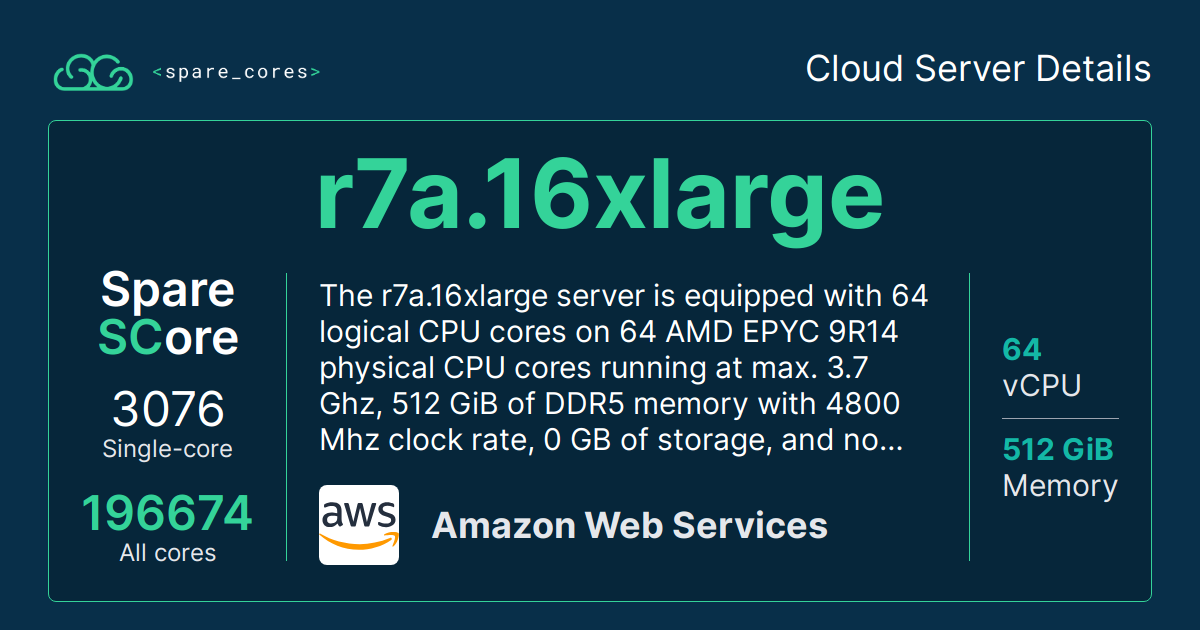 <spare_cores>
Cloud Server Details
r7a.16xlarge
Spare
SCore
3076
Single-core
196674
All cores
The r7a.16xlarge server is equipped with 64
logical CPU cores on 64 AMD EPYC 9R14
physical CPU cores running at max. 3.7
Ghz, 512 GiB of DDR5 memory with 4800
Mhz clock rate, 0 GB of storage, and no...
aws
Amazon Web Services
64
vCPU
512 GiB
Memory